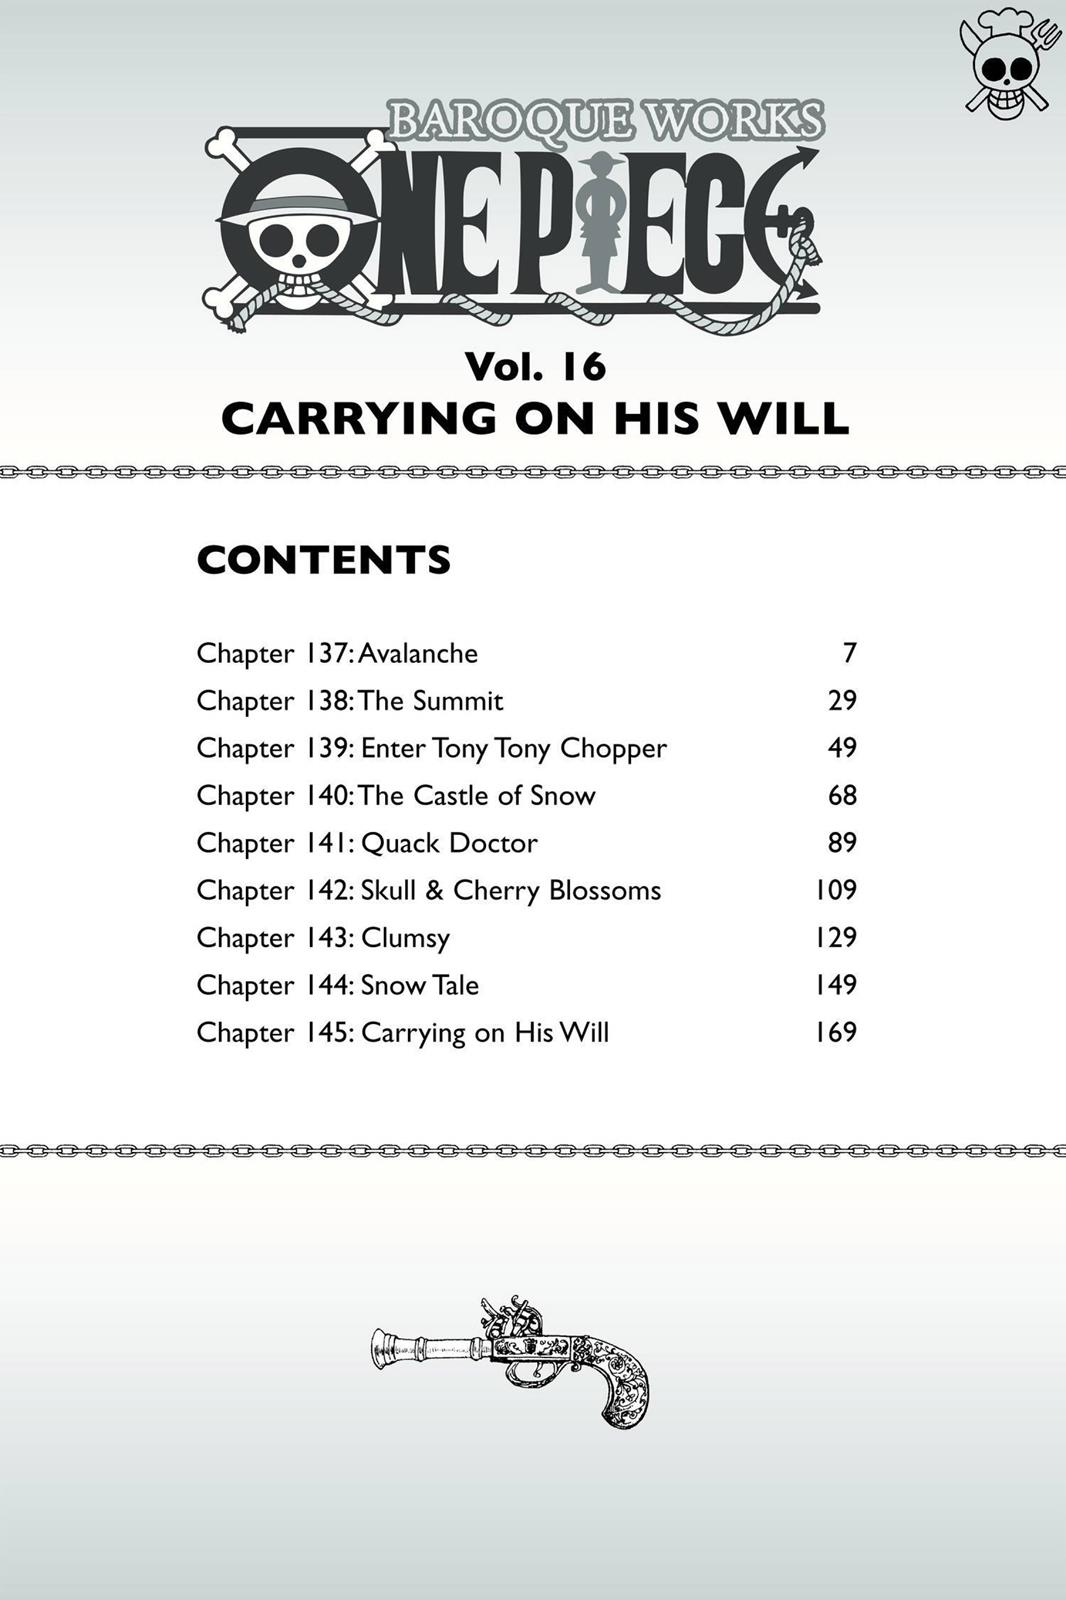 BAROQUE WORKS
ONE PIECE
Vol. 16
CARRYING ON HIS WILL
CONTENTS
Chapter 137: Avalanche 7
Chapter 138: The Summit 29
Chapter 139: Enter Tony Tony Chopper 49
Chapter 140: The Castle of Snow 68
Chapter 141: Quack Doctor 89
Chapter 142: Skull & Cherry Blossoms 109
Chapter 143: Clumsy 129
Chapter 144: Snow Tale 149
Chapter 145: Carrying on His Will 169